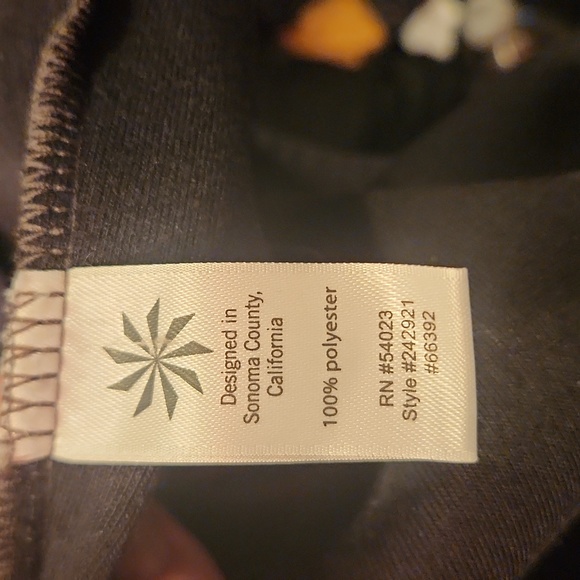 Designed in
Sonoma County,
California
100% polyester
RN #54023
Style #242921
#66392